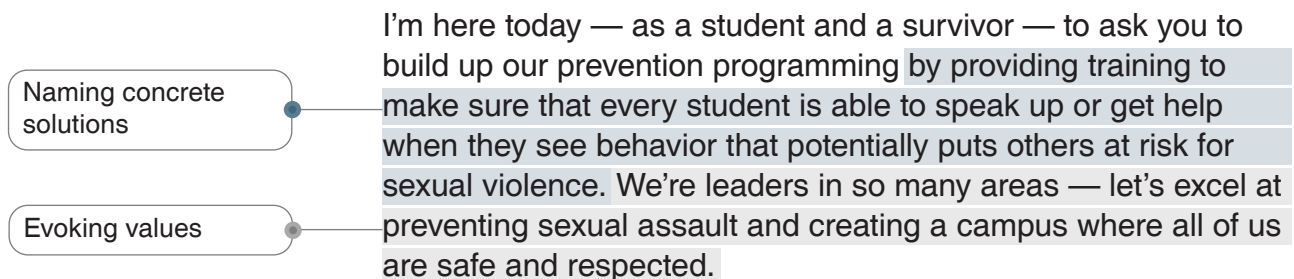 I’m here today — as a student and a survivor — to ask you to
build up our prevention programming by providing training to
make sure that every student is able to speak up or get help
when they see behavior that potentially puts others at risk for
sexual violence. We’re leaders in so many areas — let’s excel at
preventing sexual assault and creating a campus where all of us
are safe and respected.
Naming concrete
solutions
Evoking values